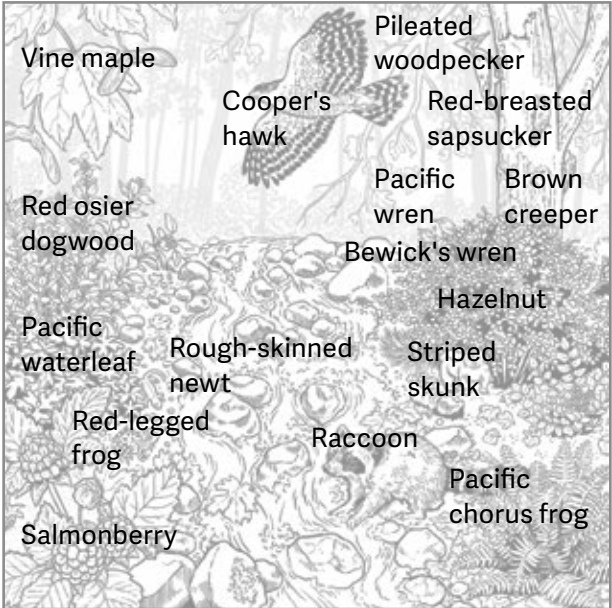 Pileated
woodpecker
Vine maple
Cooper's
hawk
Red-breasted
sapsucker
Pacific
wren
Brown
creeper
Red osier
dogwood
Bewick's wren
Hazelnut
Pacific
waterleaf
Rough-skinned
newt
Striped
skunk
Red-legged
frog
Raccoon
Pacific
chorus frog
Salmonberry